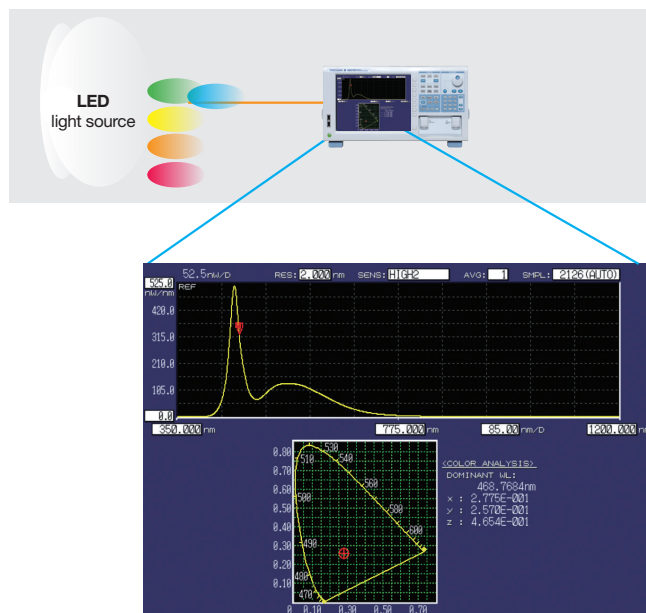 LED
light source
52.5nW/D RES: 2.000 nm SENS: HIGH2 AVG: 1 SMPL: 2126(AUTO)
525.0
nW/nm
REF
420.0
315.0
210.0
105.0
0.0
350.000 nm 775.000 nm 85.00 nm/D 1200.000 nm
0.80
0.70
0.60
0.50
0.40
0.30
0.20
0.10
0 0.10 0.30 0.50 0.70
530
510
540
560
500
580
600
490
480
470
<COLOR ANALYSIS>
DOMINANT WL:
468.7684nm
x : 2.775E-001
y : 2.570E-001
z : 4.654E-001